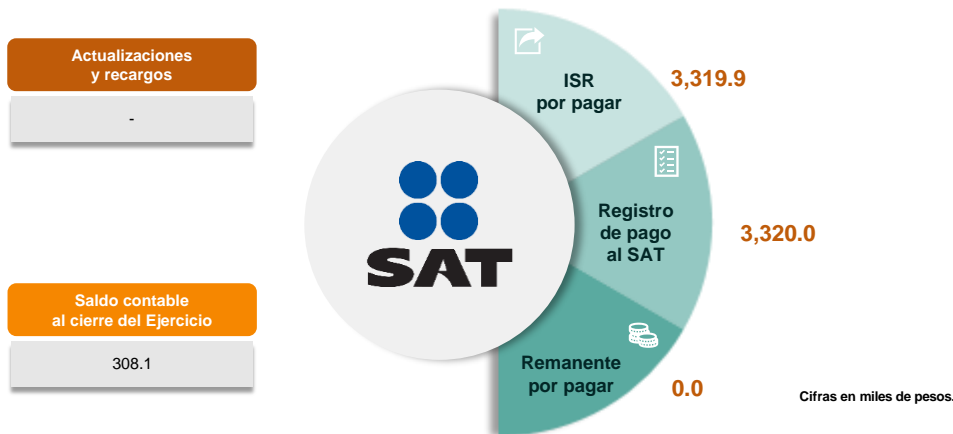 Actualizaciones
y recargos
-
Saldo contable
al cierre del Ejercicio
308.1
SAT
ISR
por pagar
3,319.9
Registro
de pago
al SAT
3,320.0
Remanente
por pagar
0.0
Cifras en miles de pesos.